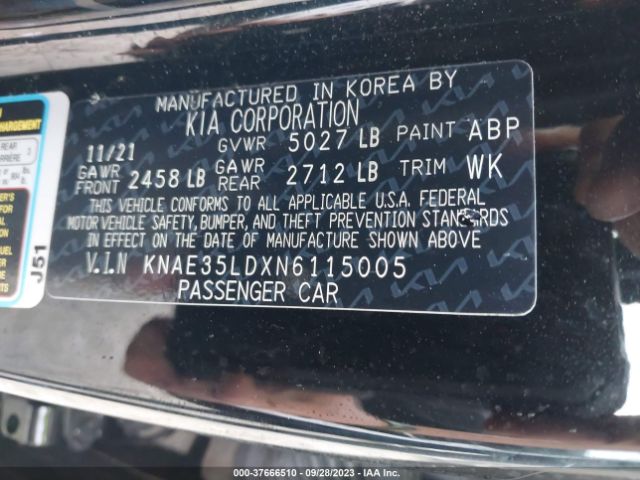 MANUFACTURED IN KOREA BY
KIA CORPORATION
11/21 GVWR 5027 LB PAINT ABP
GAWR FRONT 2458 LB GAWR REAR 2712 LB TRIM WK
THIS VEHICLE CONFORMS TO ALL APPLICABLE U.S.A. FEDERAL
MOTOR VEHICLE SAFETY, BUMPER, AND THEFT PREVENTION STANDARDS
IN EFFECT ON THE DATE OF MANUFACTURE SHOWN ABOVE
V.I.N KNAE35LDXN6115005
PASSENGER CAR
J51
REAR
000-37666510 / 09/28/2023 - IAA Inc.